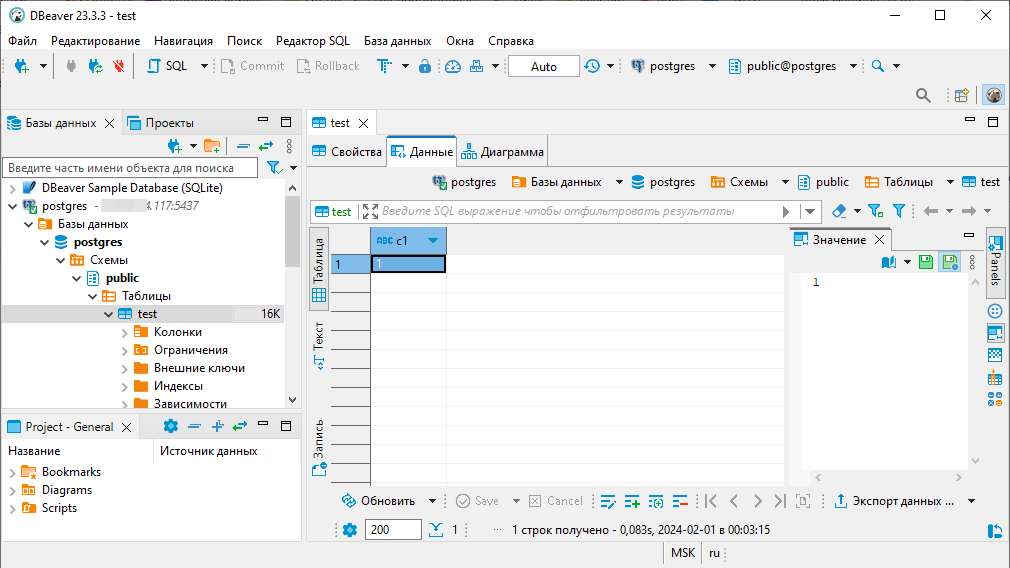 DBeaver 23.3.3 - test
Файл Редактирование Навигация Поиск Редактор SQL База данных Окна Справка
SQL Commit Rollback Auto postgres public@postgres
Базы данных Проекты
Введите часть имени объекта для поиска
DBeaver Sample Database (SQLite)
postgres - 4.117:5437
Базы данных
postgres
Схемы
public
Таблицы
test 16K
Колонки
Ограничения
Внешние ключи
Индексы
Зависимости
Project - General
Название Источник данных
Bookmarks
Diagrams
Scripts
test
Свойства Данные Диаграмма
postgres Базы данных postgres Схемы public Таблицы test
test Введите SQL выражение чтобы отфильтровать результаты
Таблица
Текст
Запись
ABC c1
1 1
Значение
1
Panels
Обновить Save Cancel Экспорт данных ...
200 1 ··· 1 строк получено - 0,083s, 2024-02-01 в 00:03:15
MSK ru